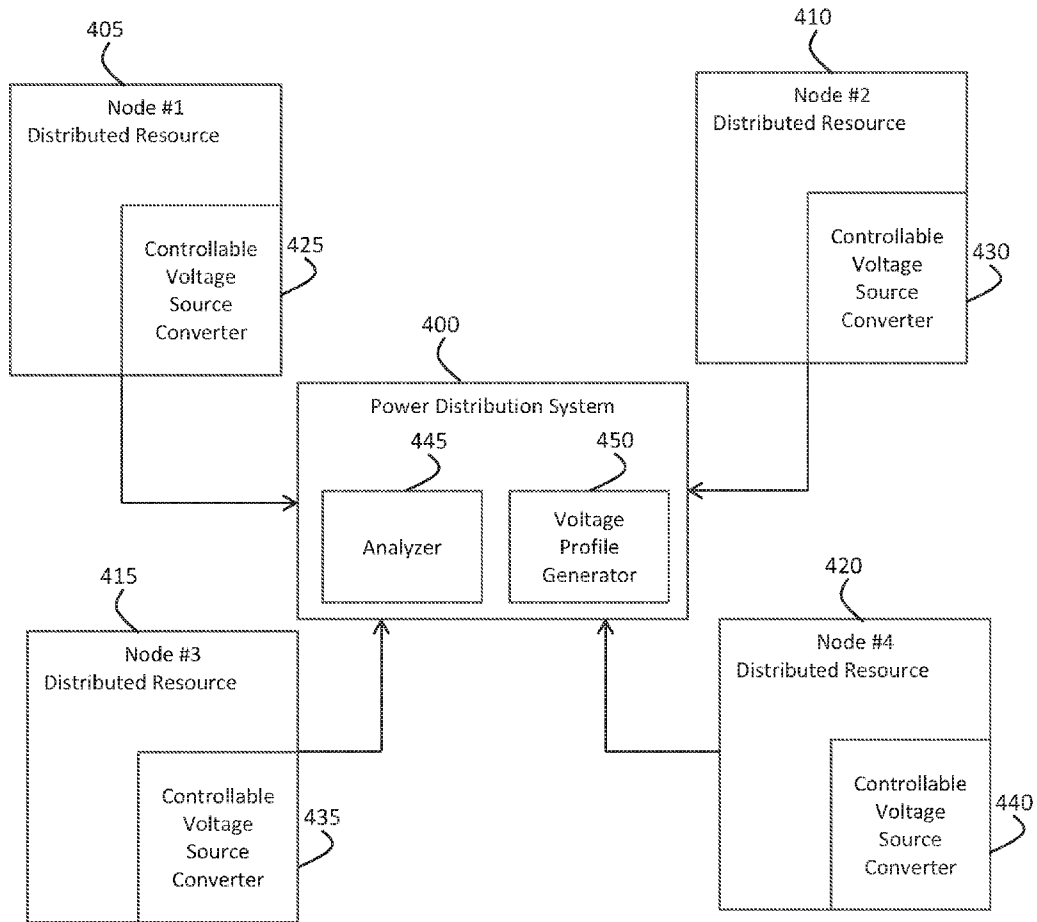 405
Node #1
Distributed Resource
Controllable
Voltage
Source
Converter
425
410
Node #2
Distributed Resource
Controllable
Voltage
Source
Converter
430
400
Power Distribution System
445
Analyzer
450
Voltage
Profile
Generator
415
Node #3
Distributed Resource
Controllable
Voltage
Source
Converter
435
420
Node #4
Distributed Resource
Controllable
Voltage
Source
Converter
440